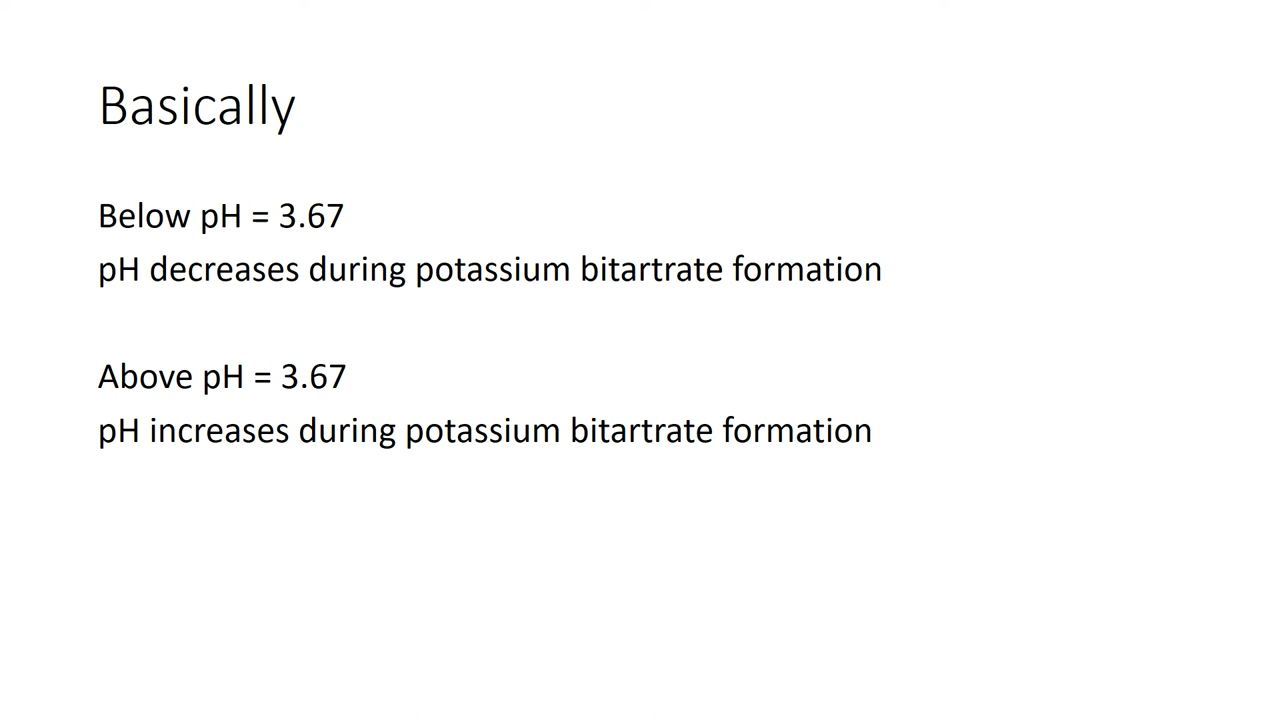 Basically
Below pH = 3.67
pH decreases during potassium bitartrate formation
Above pH = 3.67
pH increases during potassium bitartrate formation